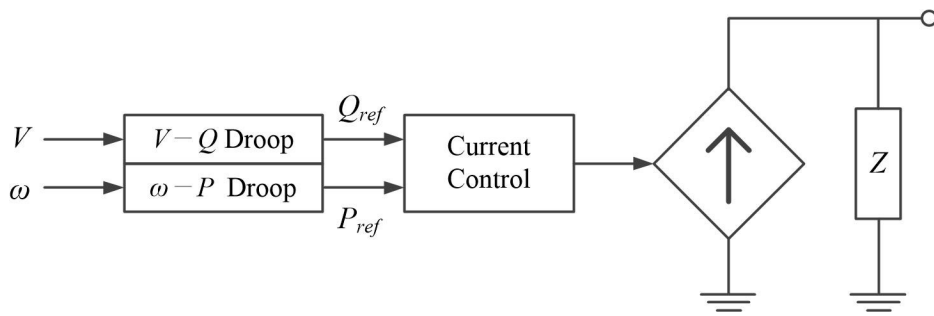 Q_ref
V
V－Q Droop
Current
Control
ω
ω－P Droop
P_ref
Z